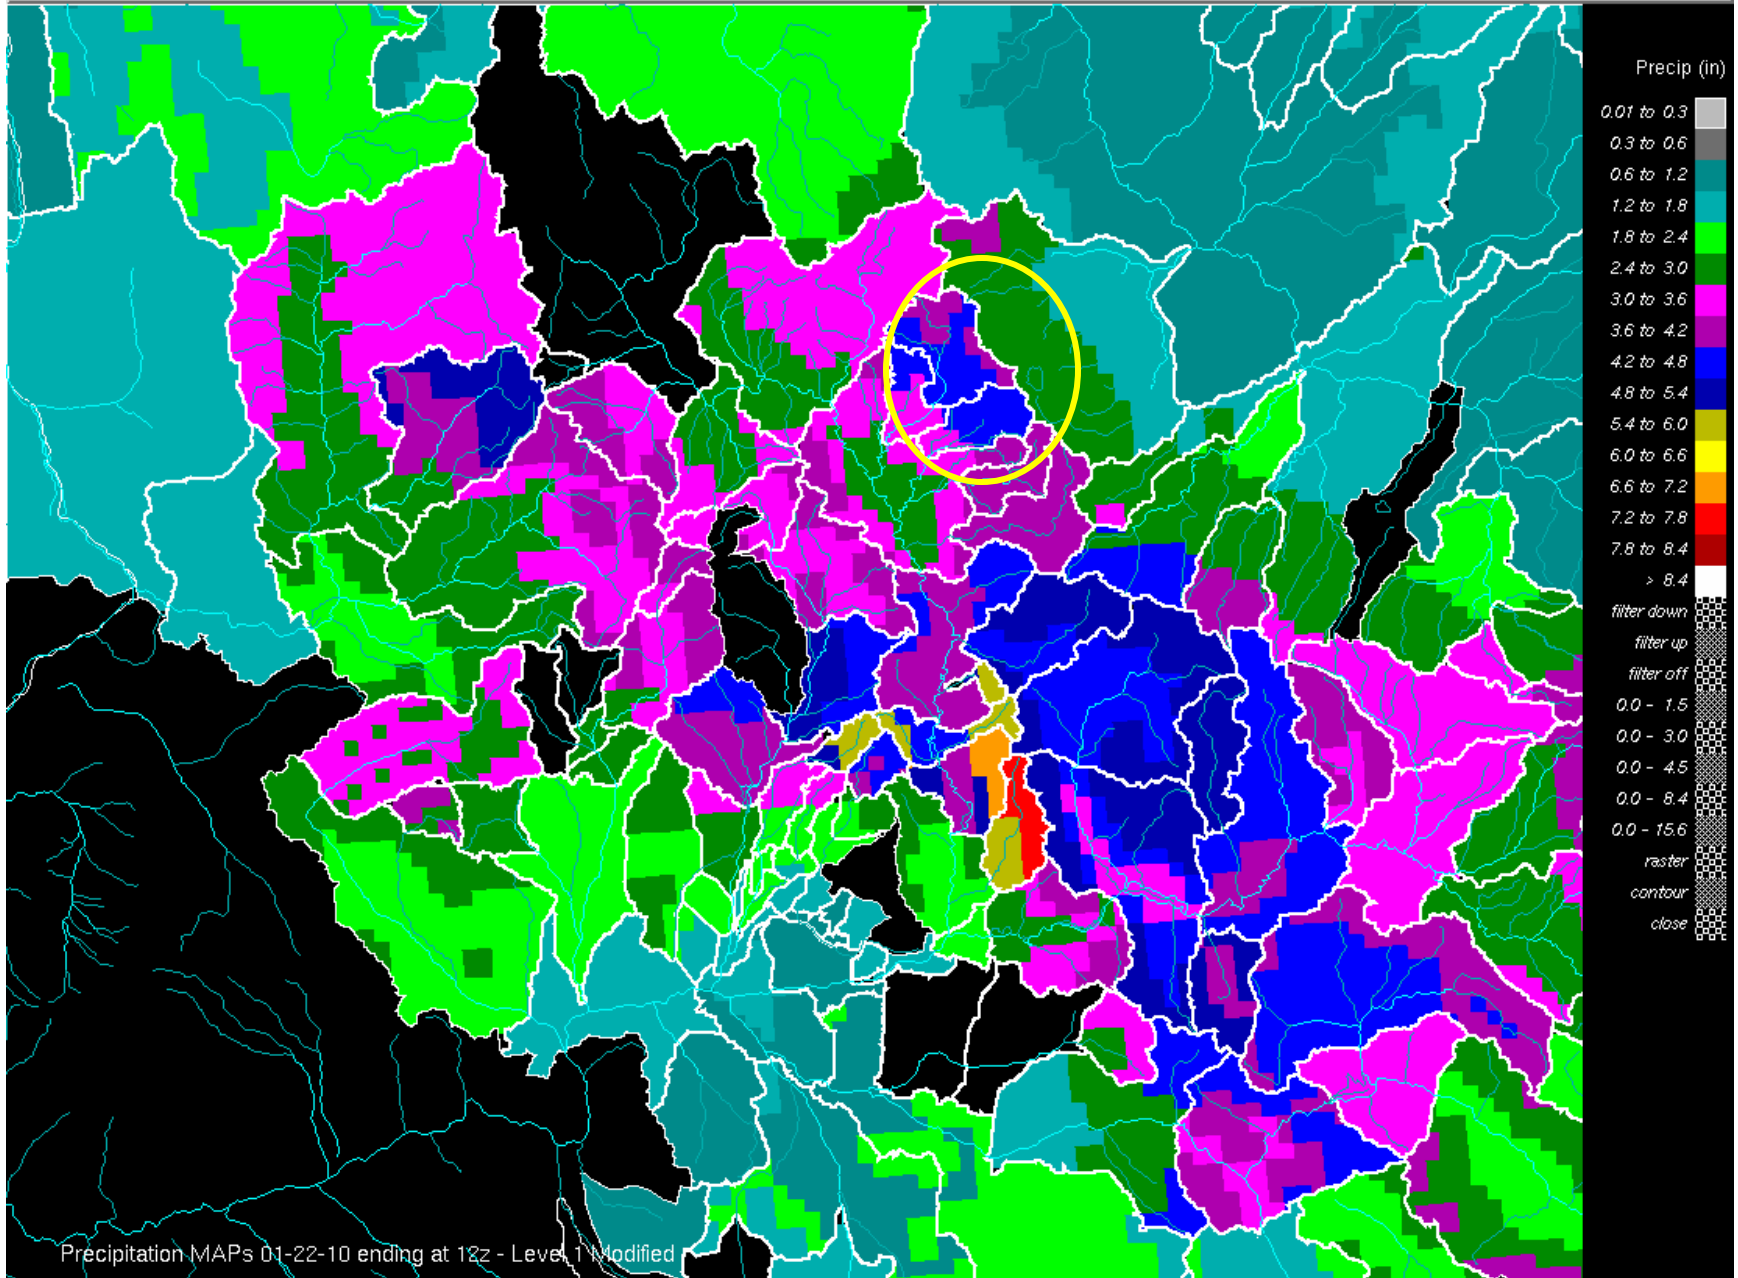 Precip (in)
0.01 to 0.3
0.3 to 0.6
0.6 to 1.2
1.2 to 1.8
1.8 to 2.4
2.4 to 3.0
3.0 to 3.6
3.6 to 4.2
4.2 to 4.8
4.8 to 5.4
5.4 to 6.0
6.0 to 6.6
6.6 to 7.2
7.2 to 7.8
7.8 to 8.4
> 8.4
filter down
filter up
filter off
0.0 - 1.5
0.0 - 3.0
0.0 - 4.5
0.0 - 8.4
0.0 - 15.6
raster
contour
close
Precipitation MAPs 01-22-10 ending at 12z - Level 1 Modified